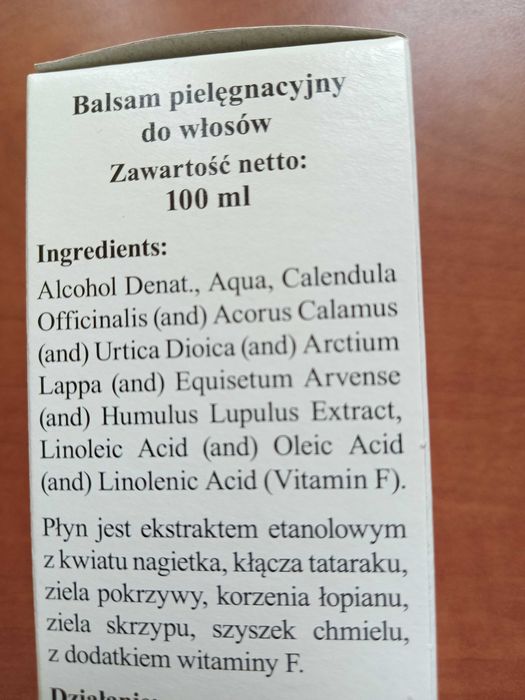 Balsam pielęgnacyjny
do włosów
Zawartość netto:
100 ml
Ingredients:
Alcohol Denat., Aqua, Calendula
Officinalis (and) Acorus Calamus
(and) Urtica Dioica (and) Arctium
Lappa (and) Equisetum Arvense
(and) Humulus Lupulus Extract,
Linoleic Acid (and) Oleic Acid
(and) Linolenic Acid (Vitamin F).
Płyn jest ekstraktem etanolowym
z kwiatu nagietka, kłącza tataraku,
ziela pokrzywy, korzenia łopianu,
ziela skrzypu, szyszek chmielu,
z dodatkiem witaminy F.
Działanie: